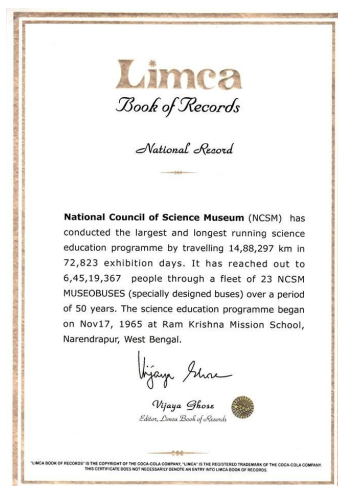 Limca
Book of Records
National Record
National Council of Science Museum (NCSM) has
conducted the largest and longest running science
education programme by travelling 14,88,297 km in
72,823 exhibition days. It has reached out to
6,45,19,367 people through a fleet of 23 NCSM
MUSEOBUSES (specially designed buses) over a period
of 50 years. The science education programme began
on Nov17, 1965 at Ram Krishna Mission School,
Narendrapur, West Bengal.
Vijaya Ghose
Vijaya Ghose
Editor, Limca Book of Records
"LIMCA BOOK OF RECORDS" IS THE COPYRIGHT OF THE COCA-COLA COMPANY. "LIMCA" IS THE REGISTERED TRADEMARK OF THE COCA-COLA COMPANY.
THIS CERTIFICATE DOES NOT NECESSARILY DENOTE AN ENTRY INTO LIMCA BOOK OF RECORDS.